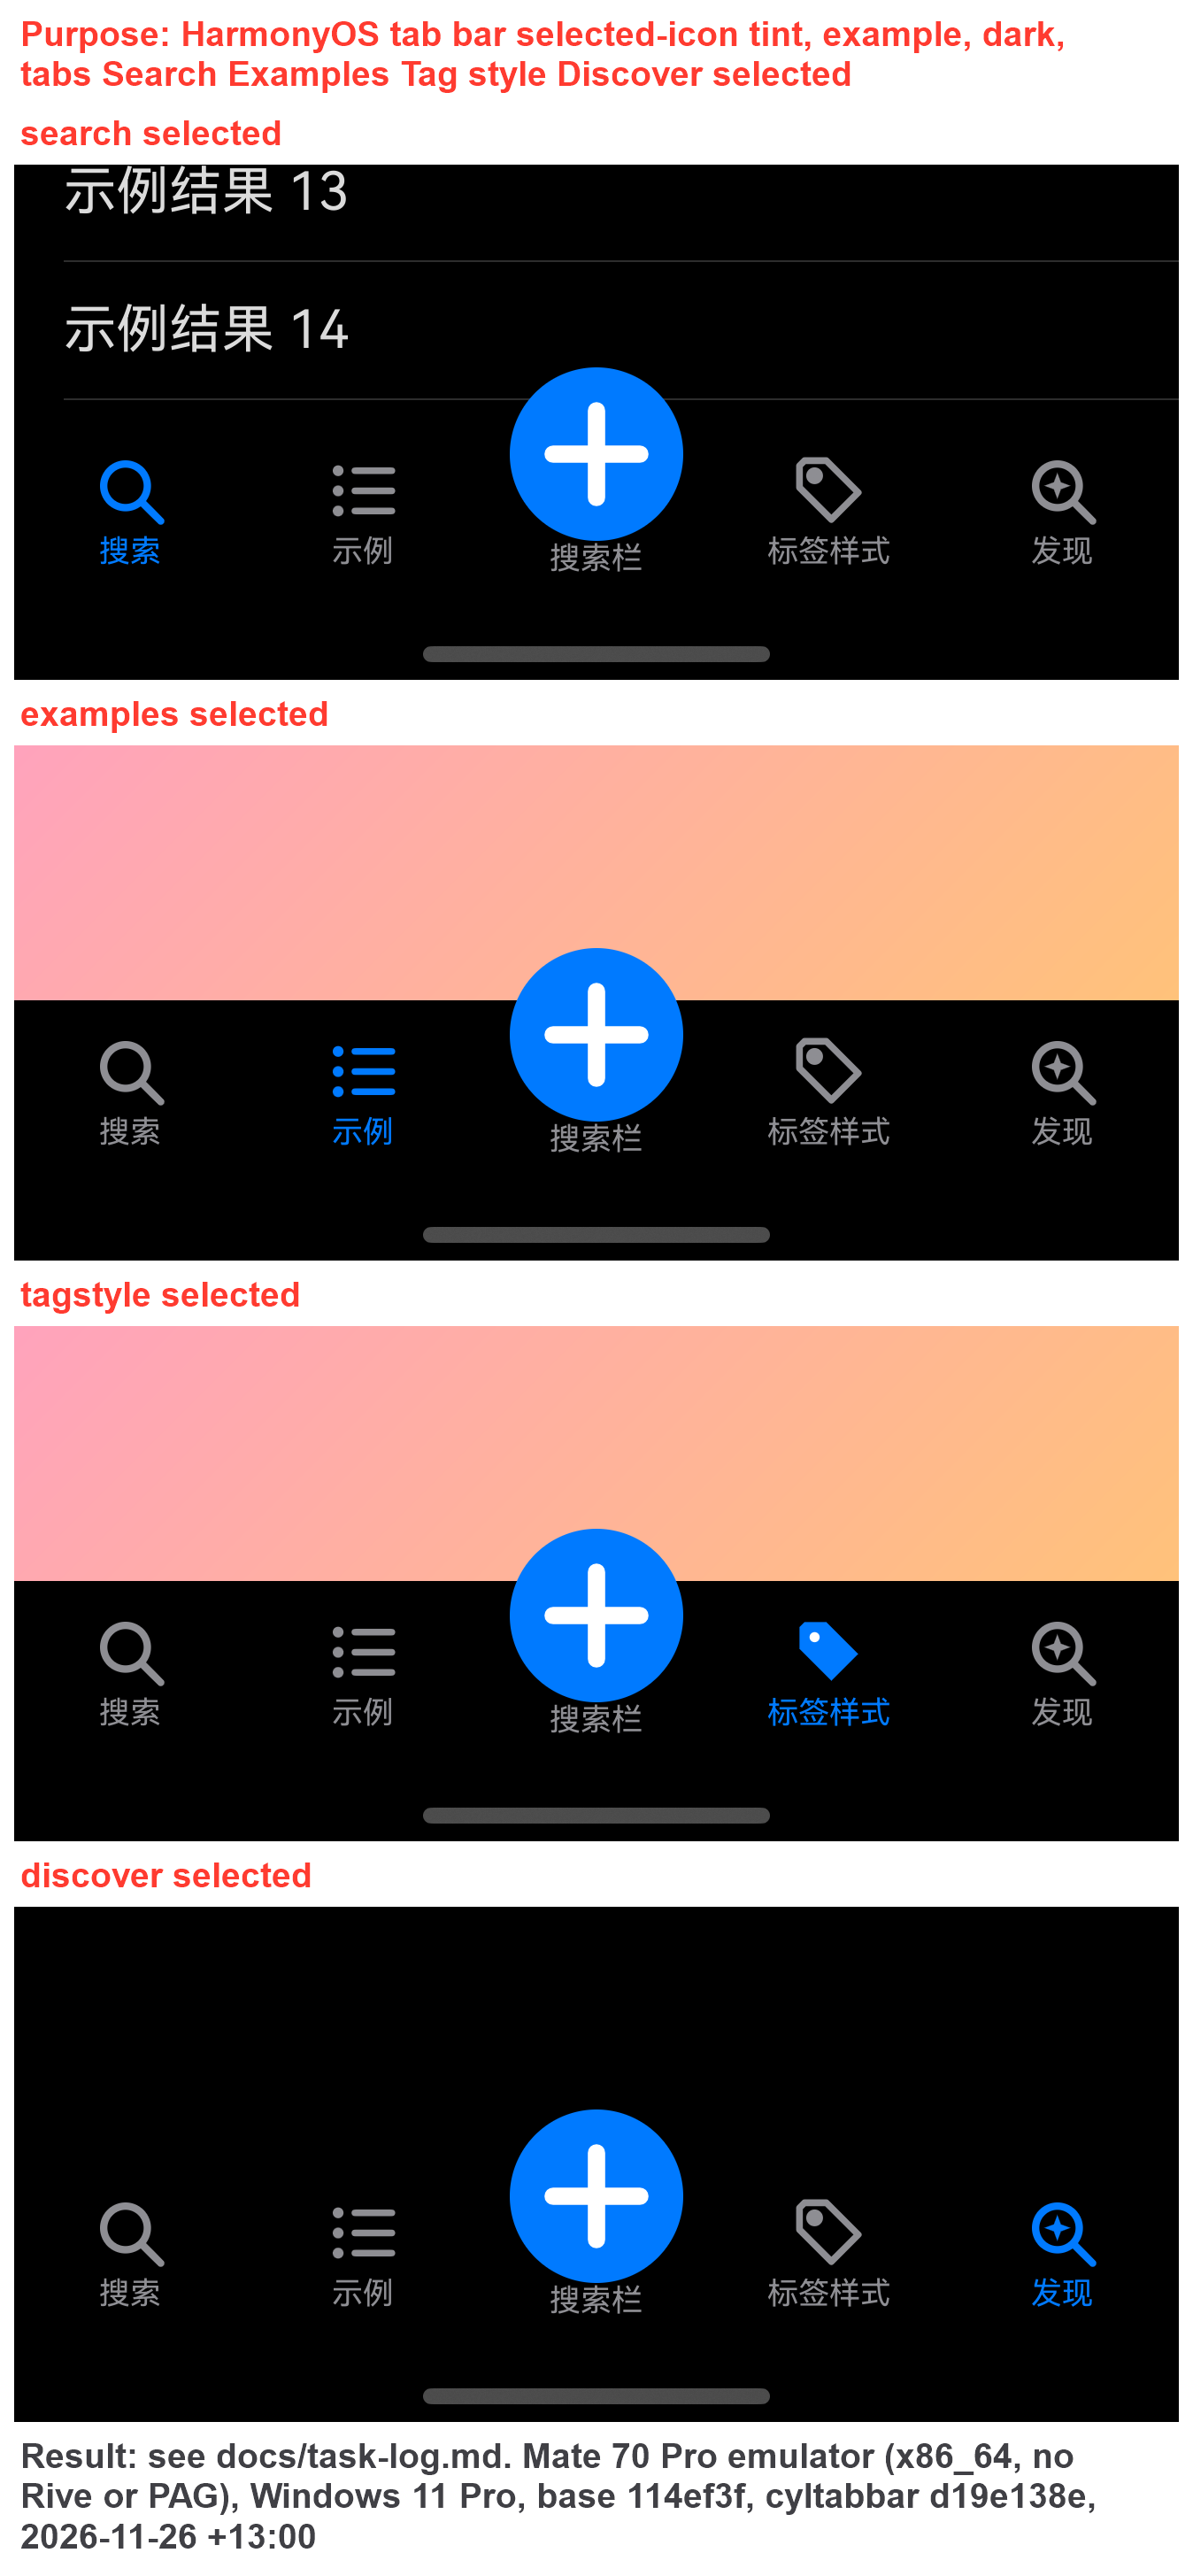 Purpose: HarmonyOS tab bar selected-icon tint, example, dark,
tabs Search Examples Tag style Discover selected
search selected
示例结果 13
示例结果 14
搜索
示例
搜索栏
标签样式
发现
examples selected
搜索
示例
搜索栏
标签样式
发现
tagstyle selected
搜索
示例
搜索栏
标签样式
发现
discover selected
搜索
示例
搜索栏
标签样式
发现
Result: see docs/task-log.md. Mate 70 Pro emulator (x86_64, no
Rive or PAG), Windows 11 Pro, base 114ef3f, cyltabbar d19e138e,
2026-11-26 +13:00